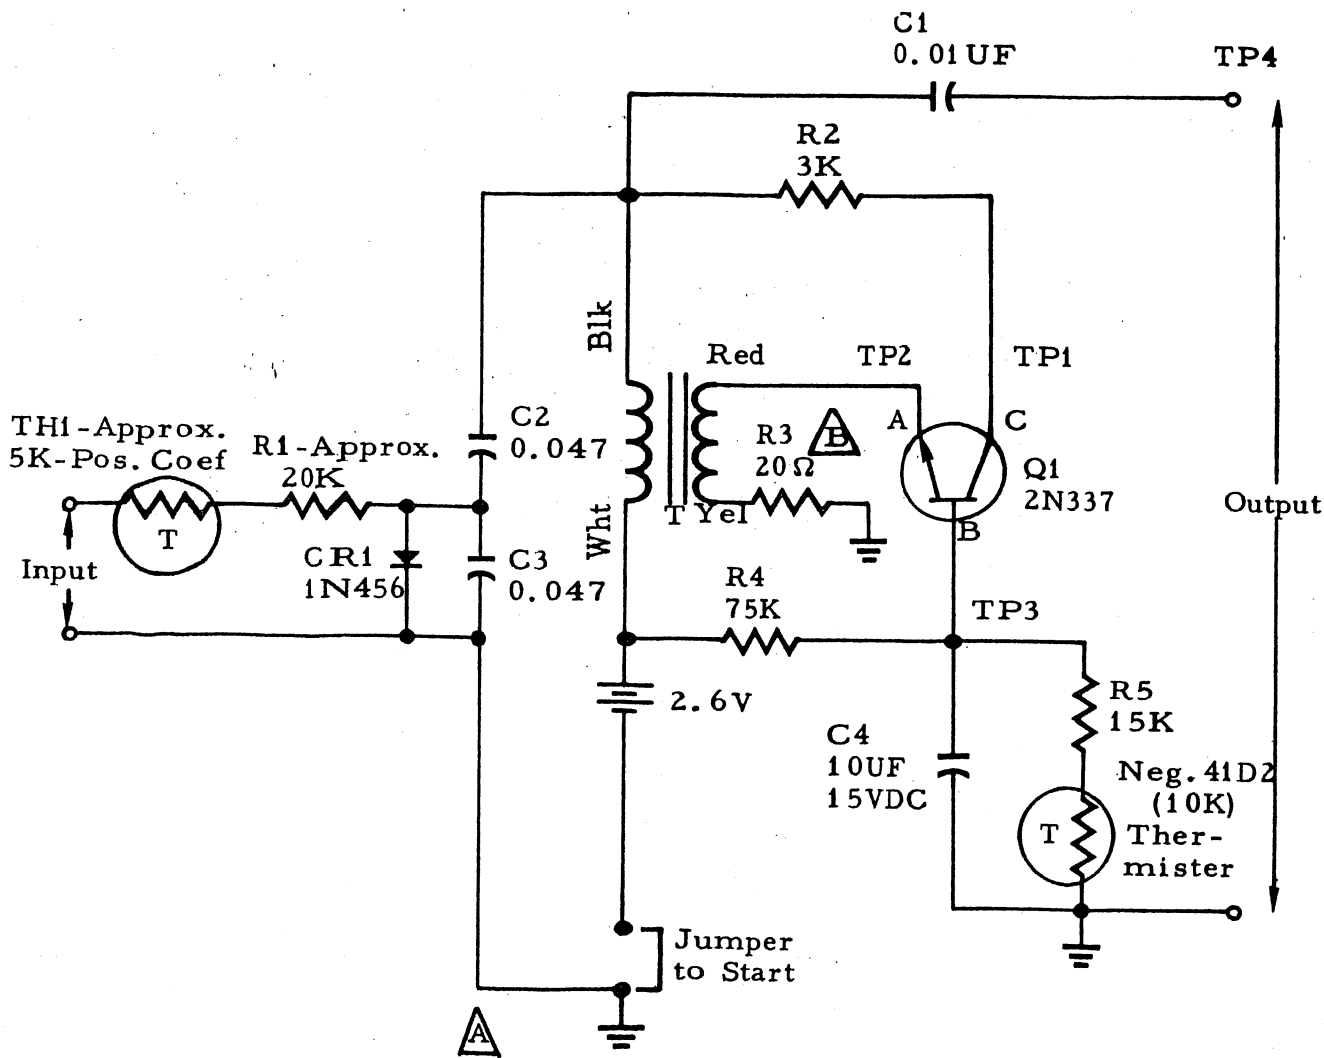 C1
0.01UF
TP4
R2
3K
Blk
Red
TP2
TP1
TH1-Approx.
5K-Pos. Coef
R1-Approx.
20K
C2
0.047
R3
20Ω
B
A
C
Q1
2N337
Output
T
Input
CR1
1N456
C3
0.047
Wht
T
Yel
B
R4
75K
TP3
2.6V
R5
15K
C4
10UF
15VDC
Neg. 41D2
(10K)
Ther-
mister
T
Jumper
to Start
A